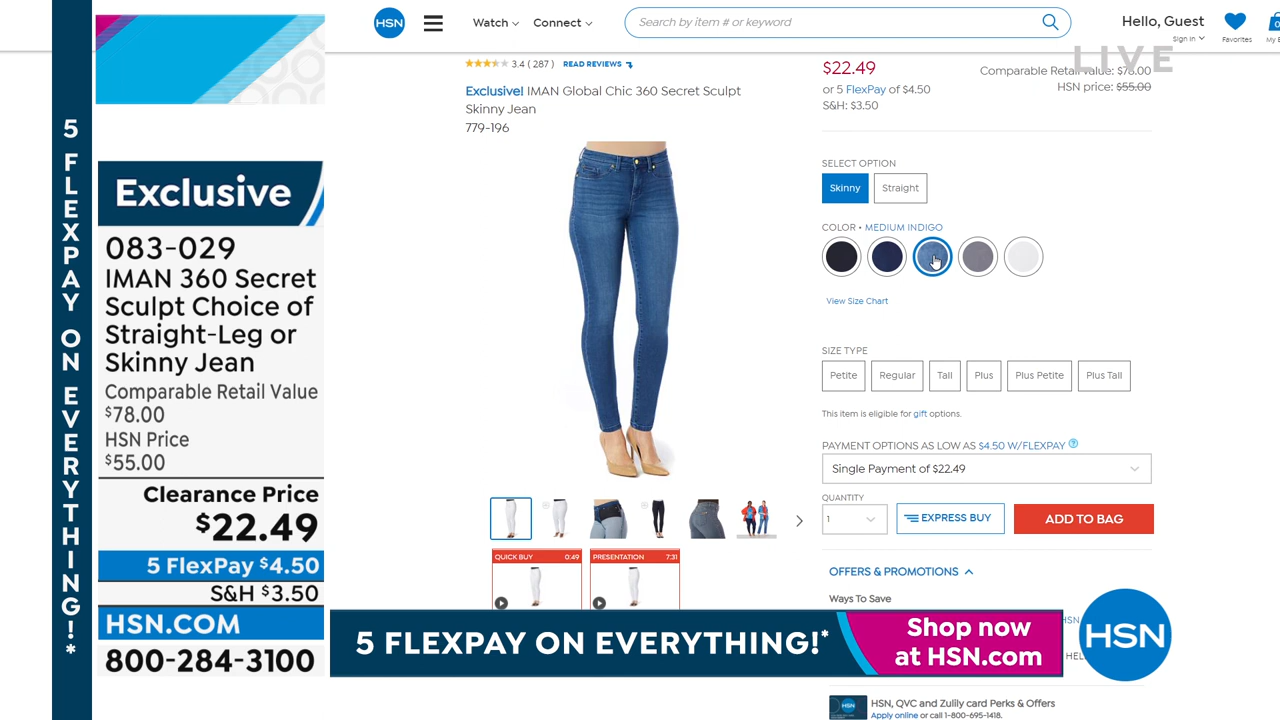 5 FLEXPAY ON EVERYTHING!*
Exclusive
083-029
IMAN 360 Secret
Sculpt Choice of
Straight-Leg or
Skinny Jean
Comparable Retail Value
$78.00
HSN Price
$55.00
Clearance Price
$22.49
5 FlexPay $4.50
S&H $3.50
HSN.COM
800-284-3100
HSN
Watch
Connect
Search by item # or keyword
Hello, Guest
Sign In
Favorites
My
0
LIVE
3.4 ( 287 ) READ REVIEWS
Exclusive! IMAN Global Chic 360 Secret Sculpt
Skinny Jean
779-196
$22.49
or 5 FlexPay of $4.50
S&H: $3.50
Comparable Retail Value: $78.00
HSN price: $55.00
SELECT OPTION
Skinny
Straight
COLOR • MEDIUM INDIGO
View Size Chart
SIZE TYPE
Petite
Regular
Tall
Plus
Plus Petite
Plus Tall
This item is eligible for gift options.
PAYMENT OPTIONS AS LOW AS $4.50 W/FLEXPAY ?
Single Payment of $22.49
QUANTITY
1
EXPRESS BUY
ADD TO BAG
QUICK BUY 0:49
PRESENTATION 7:31
OFFERS & PROMOTIONS
Ways To Save
5 FLEXPAY ON EVERYTHING!*
Shop now
at HSN.com
HSN
HSN
HSN, QVC and Zulily card Perks & Offers
Apply online or call 1-800-695-1418.